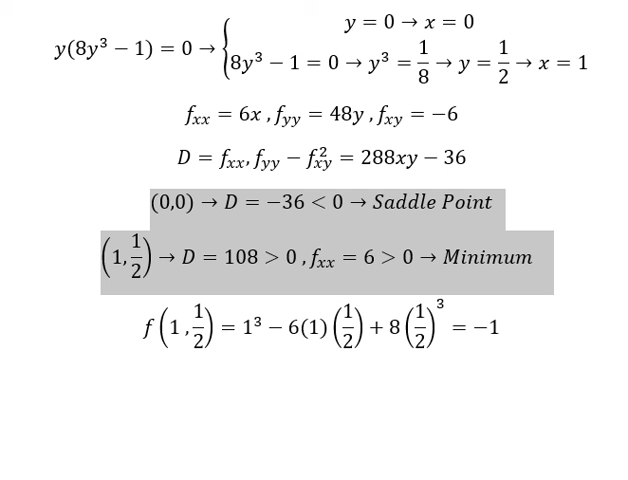 y(8y³ − 1) = 0 → { y = 0 → x = 0
8y³ − 1 = 0 → y³ = 1/8 → y = 1/2 → x = 1
f_xx = 6x , f_yy = 48y , f_xy = −6
D = f_xx, f_yy − f²_xy = 288xy − 36
(0,0) → D = −36 < 0 → Saddle Point
(1, 1/2) → D = 108 > 0 , f_xx = 6 > 0 → Minimum
f (1 , 1/2) = 1³ − 6(1) (1/2) + 8 (1/2)³ = −1